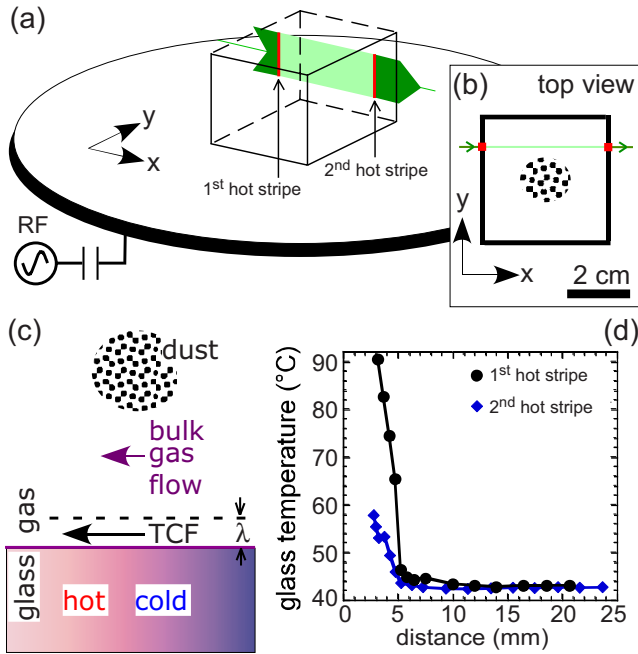 (a)
y
x
1st hot stripe
2nd hot stripe
RF
(b)
top view
y
x
2 cm
(c)
dust
bulk
gas
flow
gas
TCF
λ
glass
hot
cold
(d)
glass temperature (°C)
90
80
70
60
50
40
1st hot stripe
2nd hot stripe
0 5 10 15 20 25
distance (mm)